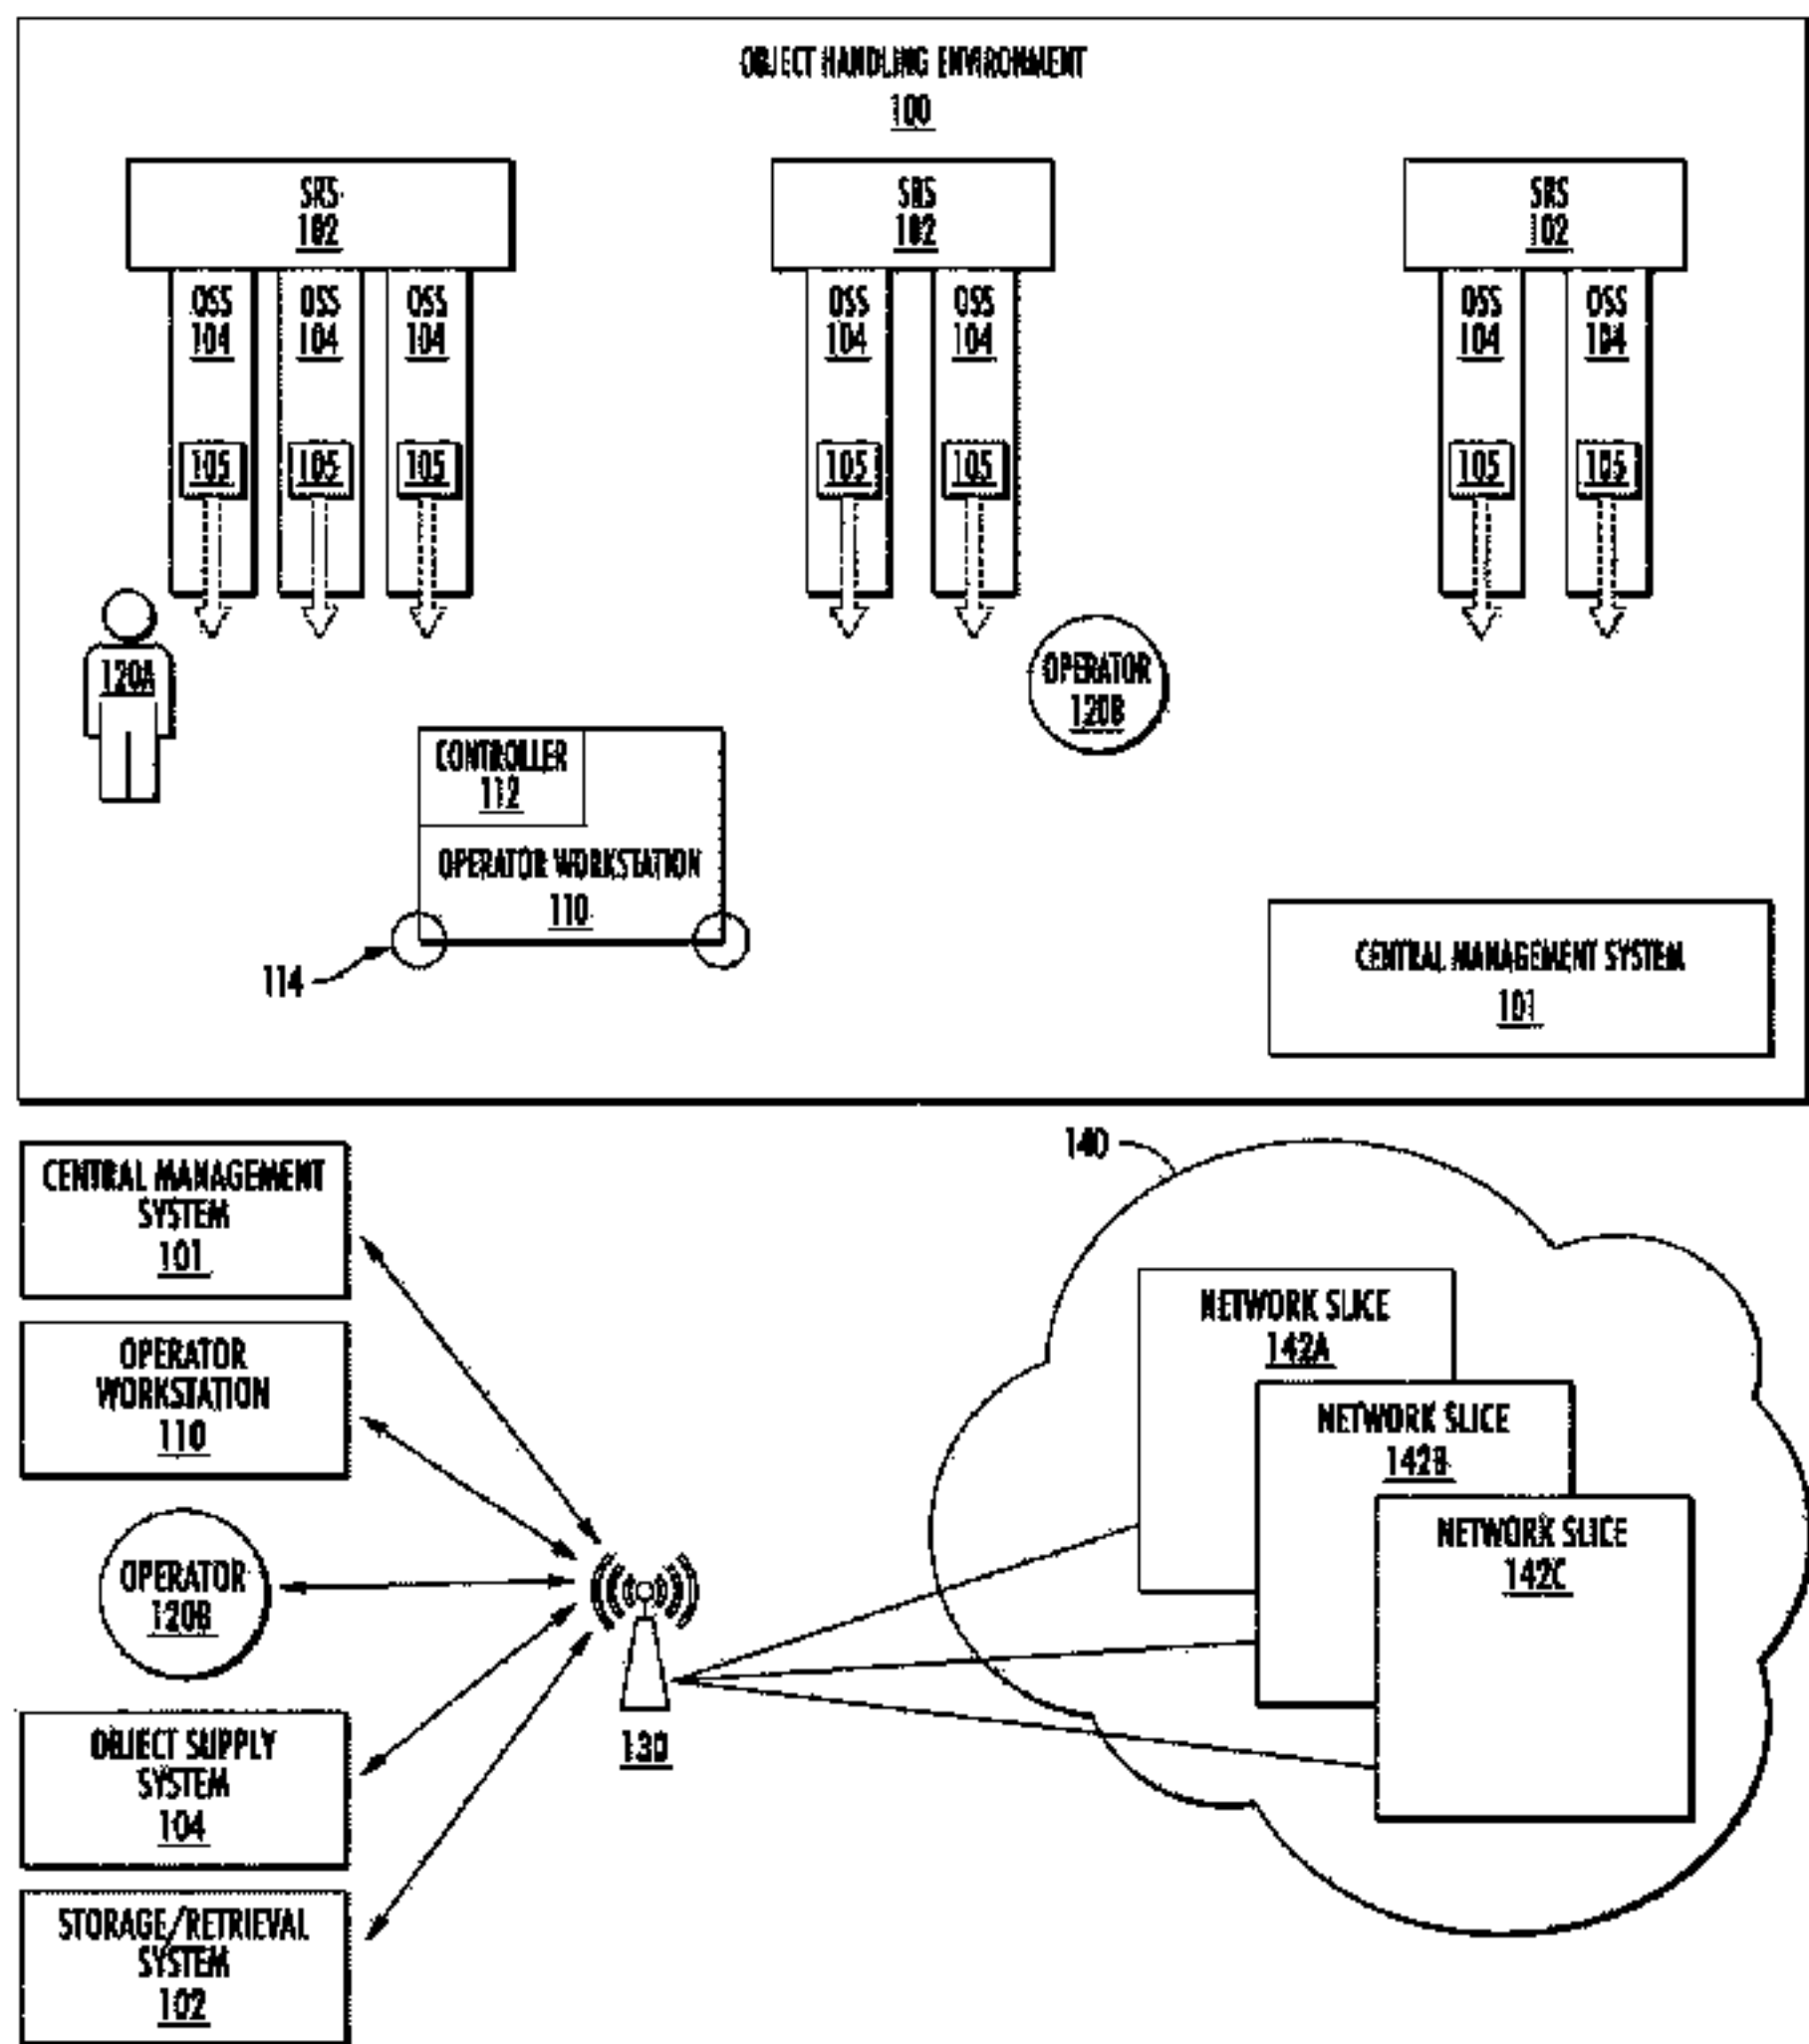 OBJECT HANDLING ENVIRONMENT
100
SRS
102
SRS
102
SRS
102
OSS
104
OSS
104
OSS
104
OSS
104
OSS
104
OSS
104
OSS
104
105
105
105
105
105
105
105
120A
OPERATOR
120B
CONTROLLER
112
OPERATOR WORKSTATION
110
114
CENTRAL MANAGEMENT SYSTEM
101
CENTRAL MANAGEMENT
SYSTEM
101
OPERATOR
WORKSTATION
110
OPERATOR
120B
OBJECT SUPPLY
SYSTEM
104
STORAGE/RETRIEVAL
SYSTEM
102
130
140
NETWORK SLICE
142A
NETWORK SLICE
142B
NETWORK SLICE
142C